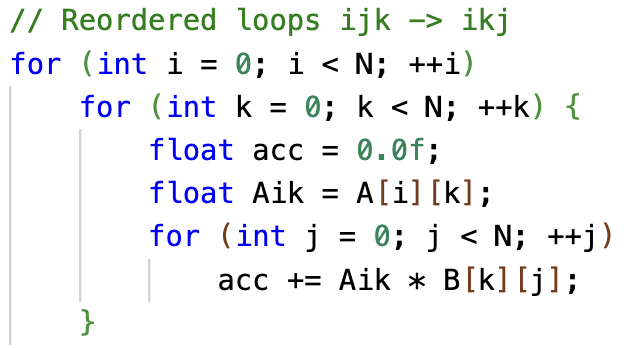 // Reordered loops ijk -> ikj
for (int i = 0; i < N; ++i)
    for (int k = 0; k < N; ++k) {
        float acc = 0.0f;
        float Aik = A[i][k];
        for (int j = 0; j < N; ++j)
            acc += Aik * B[k][j];
    }